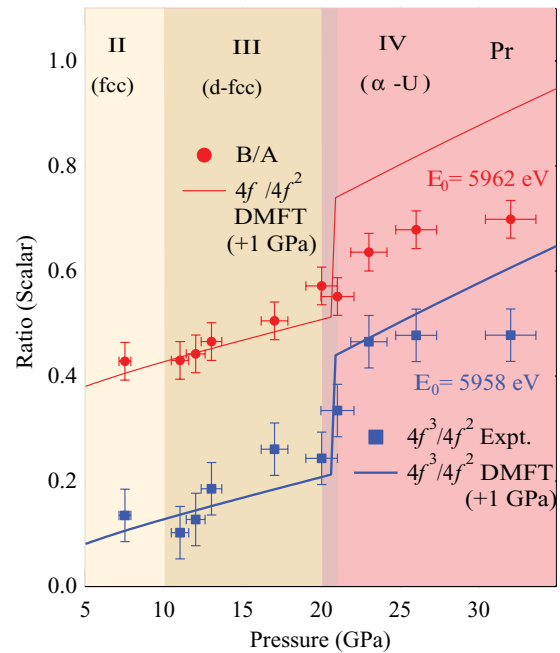 1.0
0.8
0.6
0.4
0.2
0.0
Ratio (Scalar)
II
(fcc)
III
(d-fcc)
IV
(α -U)
Pr
B/A
4f /4f²
DMFT
(+1 GPa)
E₀= 5962 eV
E₀= 5958 eV
4f³/4f² Expt.
4f³/4f² DMFT
(+1 GPa)
5 10 15 20 25 30
Pressure (GPa)